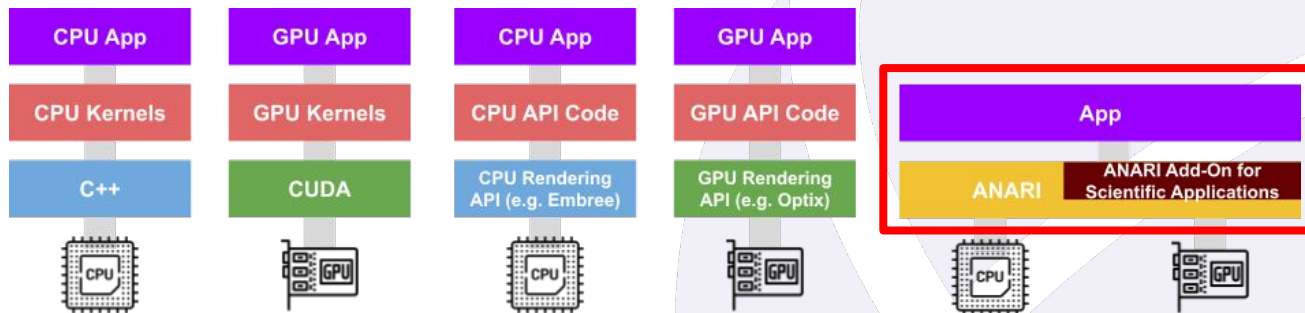 CPU App
GPU App
CPU App
GPU App
App
CPU Kernels
GPU Kernels
CPU API Code
GPU API Code
C++
CUDA
CPU Rendering
API (e.g. Embree)
GPU Rendering
API (e.g. Optix)
ANARI
ANARI Add-On for
Scientific Applications
CPU
GPU
CPU
GPU
CPU
GPU